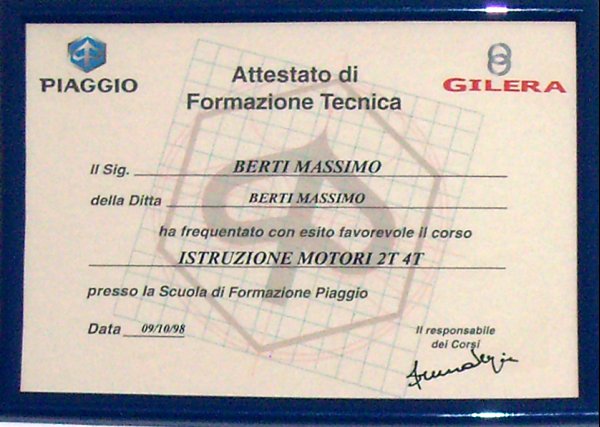 PIAGGIO
GILERA
Attestato di
Formazione Tecnica
Il Sig. BERTI MASSIMO
della Ditta BERTI MASSIMO
ha frequentato con esito favorevole il corso
ISTRUZIONE MOTORI 2T 4T
presso la Scuola di Formazione Piaggio
Data 09/10/98
Il responsabile
dei Corsi